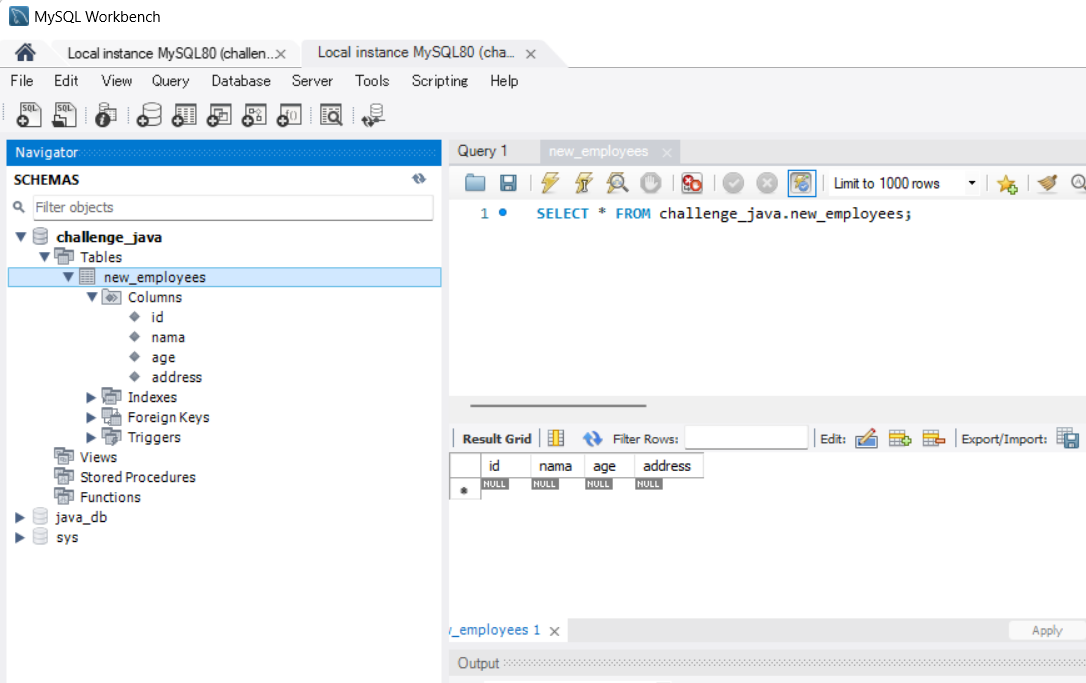 MySQL Workbench
Local instance MySQL80 (challen...
Local instance MySQL80 (cha...
File Edit View Query Database Server Tools Scripting Help
SQL SQL
Navigator
SCHEMAS
Filter objects
challenge_java
Tables
new_employees
Columns
id
nama
age
address
Indexes
Foreign Keys
Triggers
Views
Stored Procedures
Functions
java_db
sys
Query 1 new_employees
Limit to 1000 rows
1 SELECT * FROM challenge_java.new_employees;
Result Grid Filter Rows: Edit: Export/Import:
id nama age address
* NULL NULL NULL NULL
_employees 1
Apply
Output